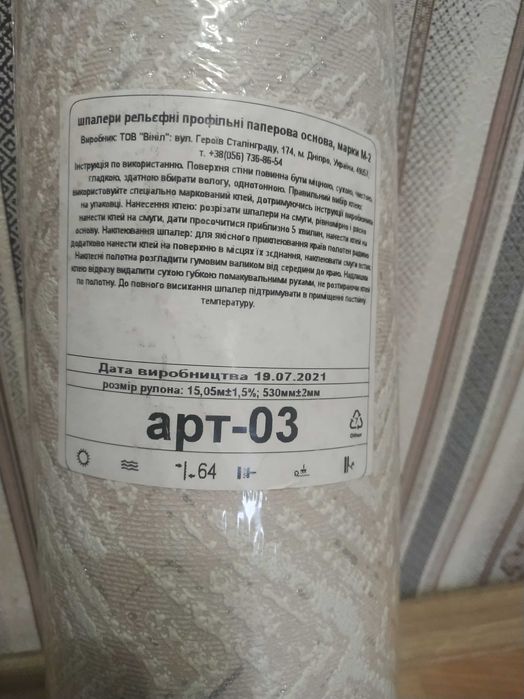 шпалери рельєфні профільні паперова основа, марки М-2
Виробник: ТОВ "Вініл": вул. Героїв Сталінграду, 174, м. Дніпро, Україна, 49057,
т. +38(056) 736-86-54
Інструкція по використанню. Поверхня стіни повинна бути міцною, сухою, чистою,
гладкою, здатною вбирати вологу, однотонною. Правильний вибір клею:
використовуйте спеціально маркований клей, дотримуючись інструкції виробника
на упаковці. Нанесення клею: розрізати шпалери на смуги, рівномірно і рясно
нанести клей на смуги, дати просочитися приблизно 5 хвилин, нанести клей на
основу. Наклеювання шпалер: для якісного приклеювання країв полотен рядимо
додатково нанести клей на поверхню в місцях їх з'єднання, наклеювати смуги встик.
Наклеєні полотна розгладити гумовим валиком від середини до краю. Надлишки
клею відразу видалити сухою губкою помакувальними рухами, не розтираючи клей
по полотну. До повного висихання шпалер підтримувати в приміщенні постійну
температуру.
Дата виробництва 19.07.2021
розмір рулона: 15,05м±1,5%; 530мм±2мм
арт-03
64